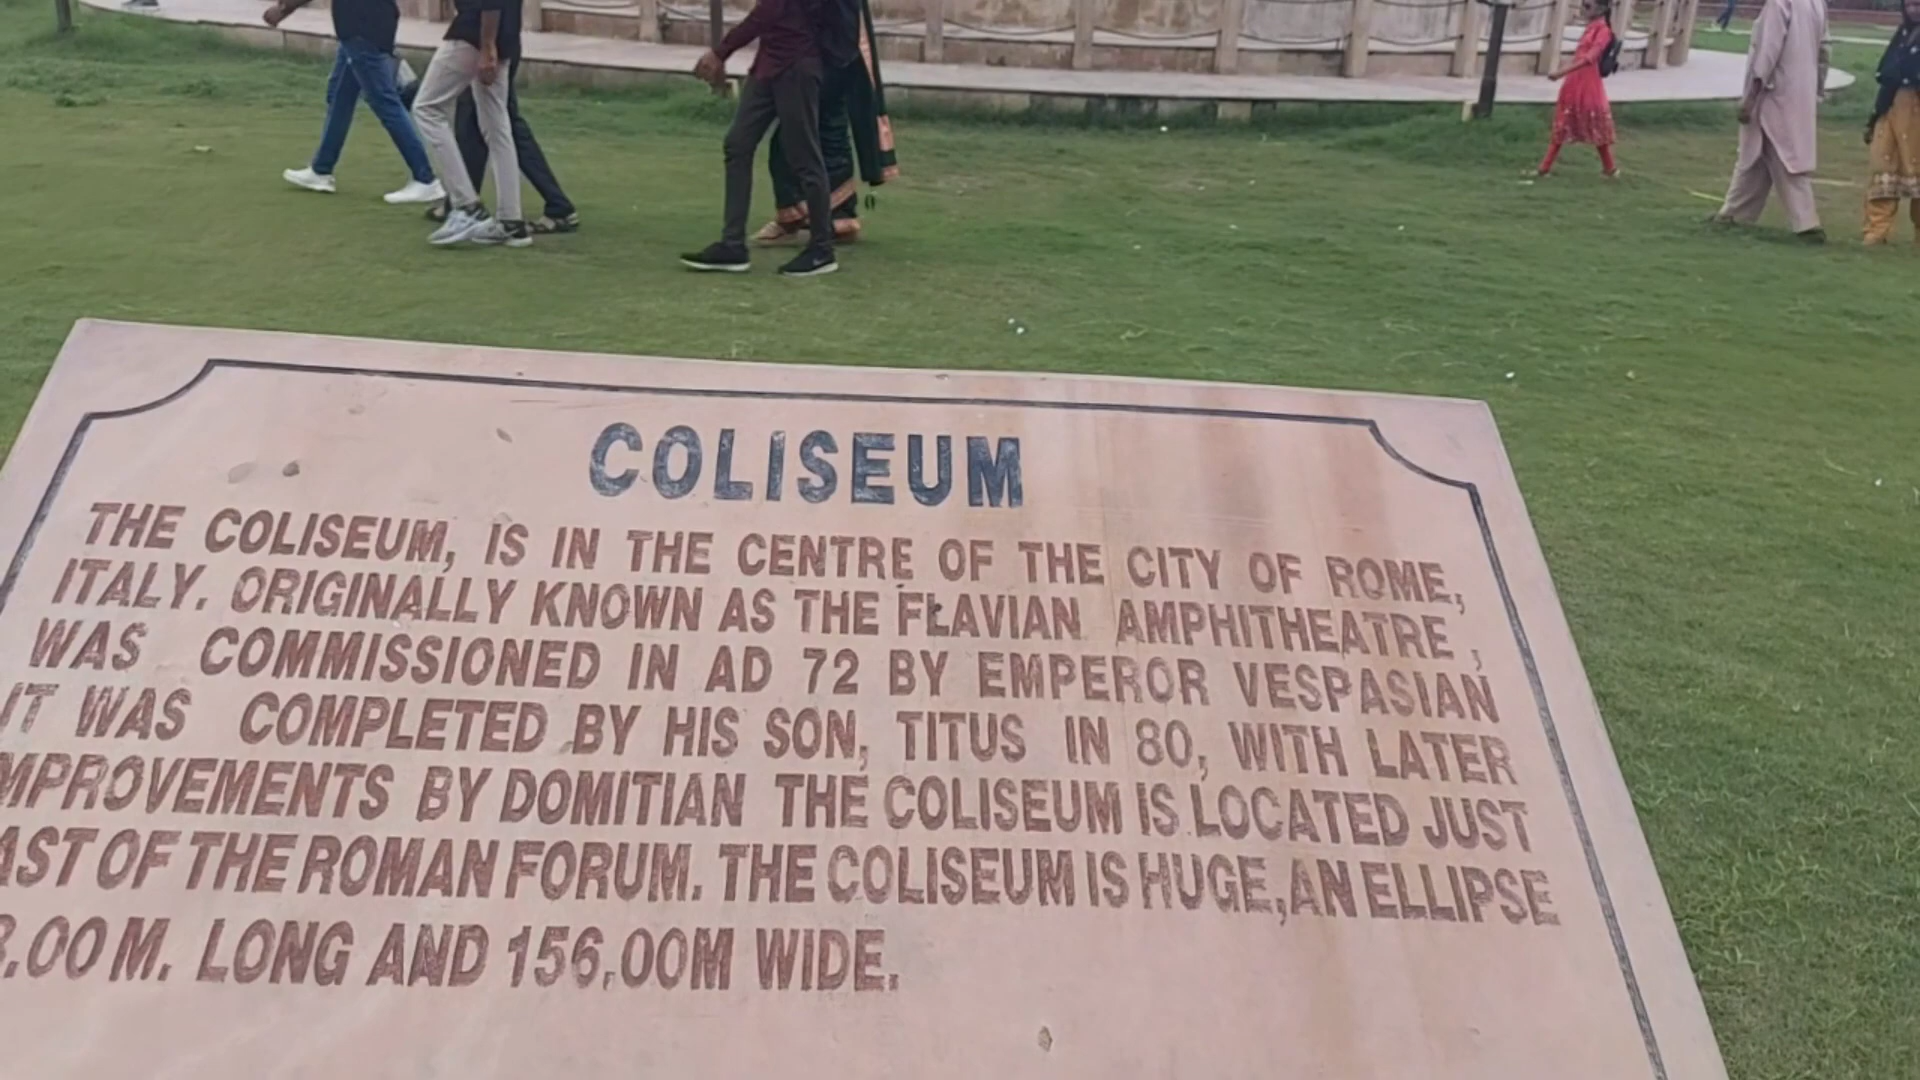 COLISEUM
THE COLISEUM, IS IN THE CENTRE OF THE CITY OF ROME,
ITALY. ORIGINALLY KNOWN AS THE FLAVIAN AMPHITHEATRE ,
WAS COMMISSIONED IN AD 72 BY EMPEROR VESPASIAN
IT WAS COMPLETED BY HIS SON, TITUS IN 80, WITH LATER
MPROVEMENTS BY DOMITIAN THE COLISEUM IS LOCATED JUST
AST OF THE ROMAN FORUM. THE COLISEUM IS HUGE, AN ELLIPSE
.00 M. LONG AND 156.00M WIDE.